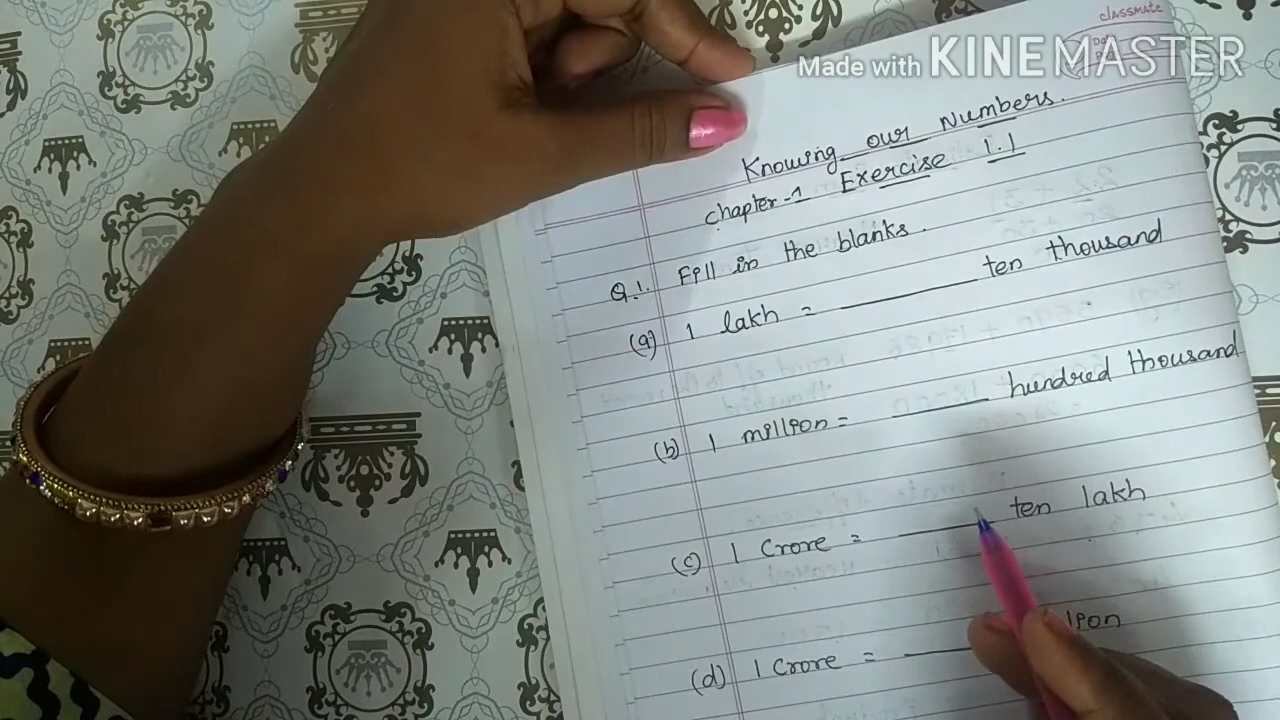 classmate
Made with KINEMASTER
Knowing our Numbers.
chapter-1 Exercise 1.1
Q.1. Fill in the blanks.
(a) 1 lakh = ______ ten thousand
(b) 1 million = ______ hundred thousand
(c) 1 Crore = ______ ten lakh
(d) 1 Crore = ______